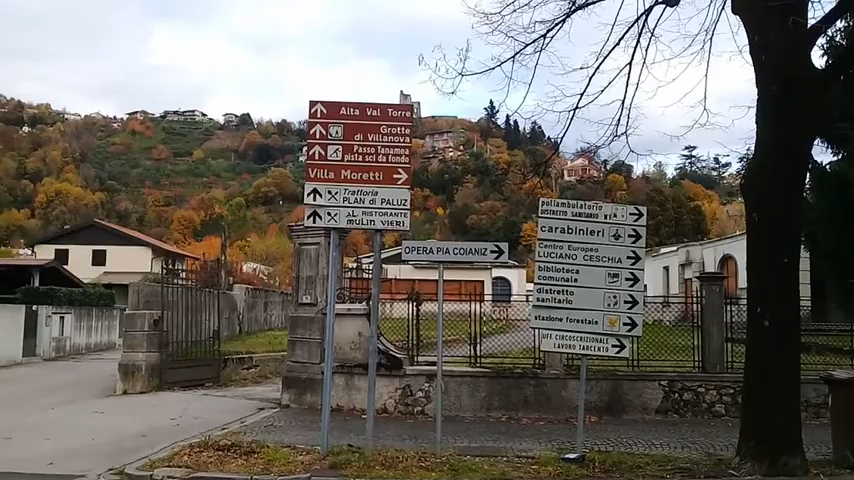 Alta Val Torre
Grotte
di Villanova
Passo Tanamea
pista sci da fondo
Villa Moretti
Trattoria
PLAN di PALUZ
AL RISTORANTE
MULIN VIERI
OPERA PIA COIANIZ
poliambulatorio
DISTRETTO SANITARIO
carabinieri
Centro Europeo
LUCIANO CESCHIA
biblioteca
comunale
distretto
sanitario
stazione forestale
UFF. CIRCOSCRIZIONALE
LAVORO TARCENTO